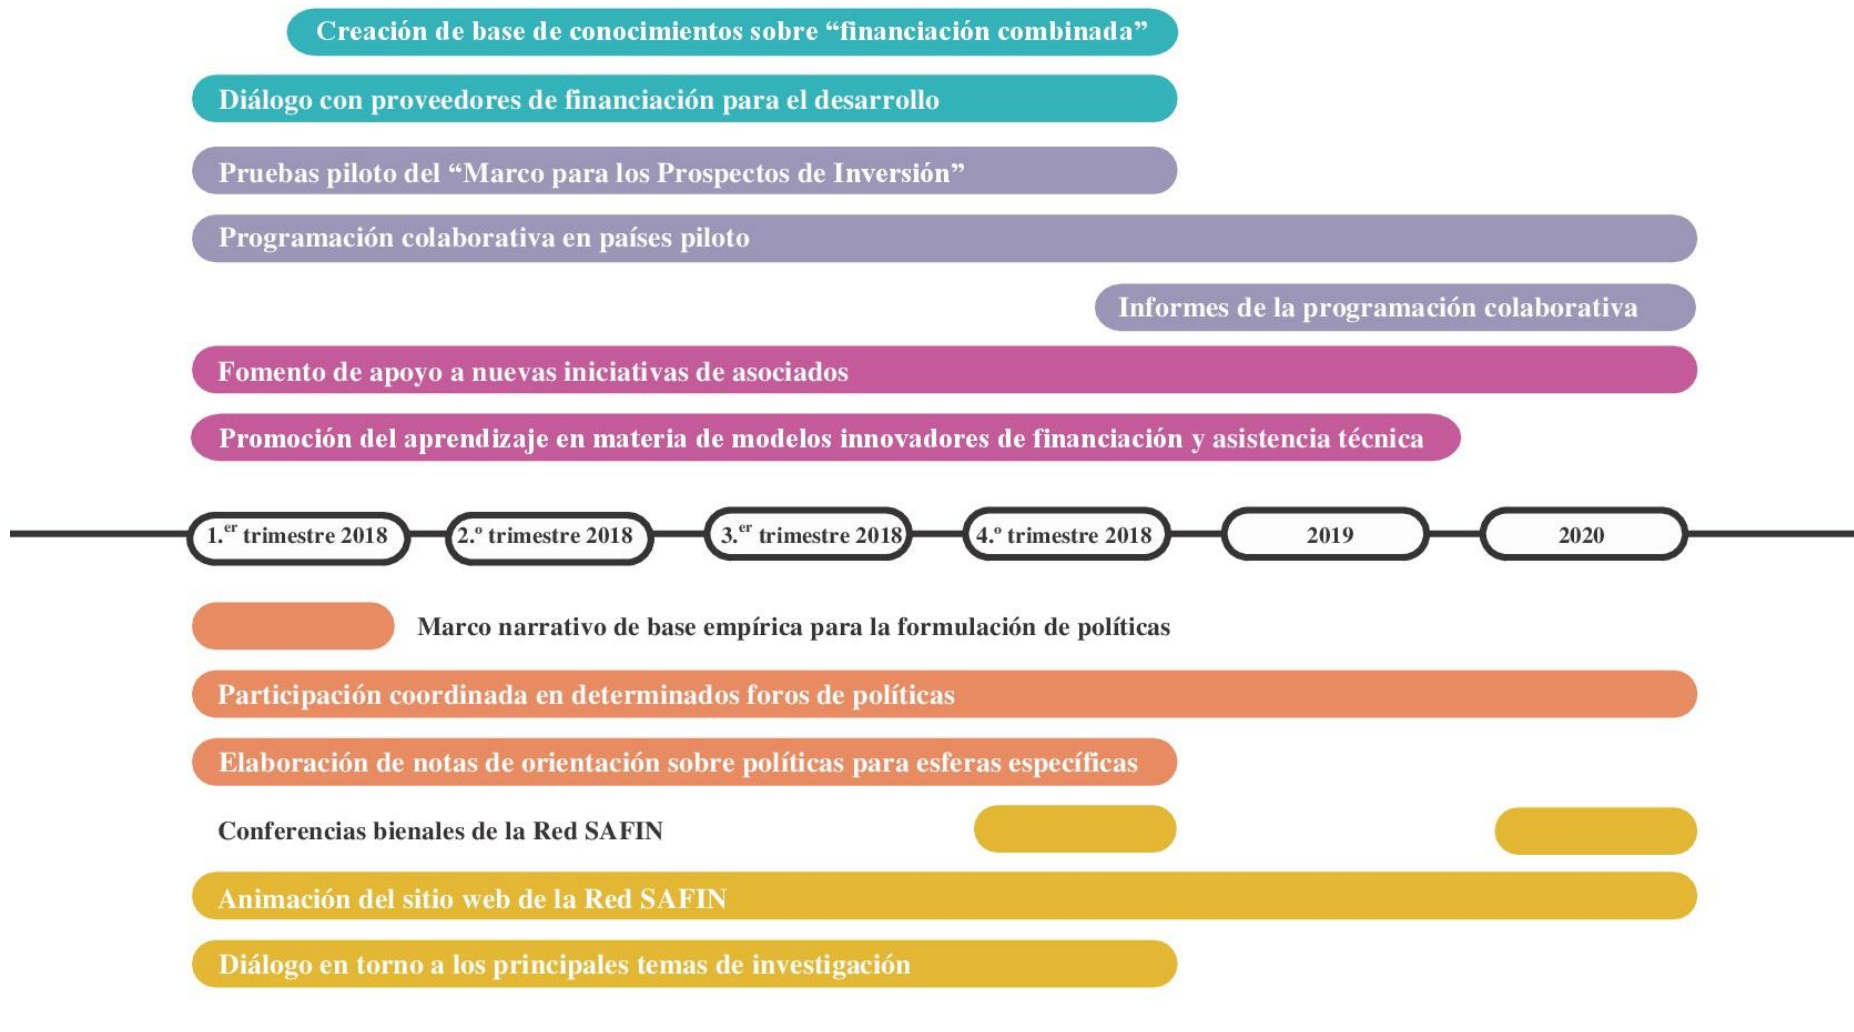 Creación de base de conocimientos sobre “financiación combinada”
Diálogo con proveedores de financiación para el desarrollo
Pruebas piloto del “Marco para los Prospectos de Inversión”
Programación colaborativa en países piloto
Informes de la programación colaborativa
Fomento de apoyo a nuevas iniciativas de asociados
Promoción del aprendizaje en materia de modelos innovadores de financiación y asistencia técnica
1.er trimestre 2018
2.º trimestre 2018
3.er trimestre 2018
4.º trimestre 2018
2019
2020
Marco narrativo de base empírica para la formulación de políticas
Participación coordinada en determinados foros de políticas
Elaboración de notas de orientación sobre políticas para esferas específicas
Conferencias bienales de la Red SAFIN
Animación del sitio web de la Red SAFIN
Diálogo en torno a los principales temas de investigación